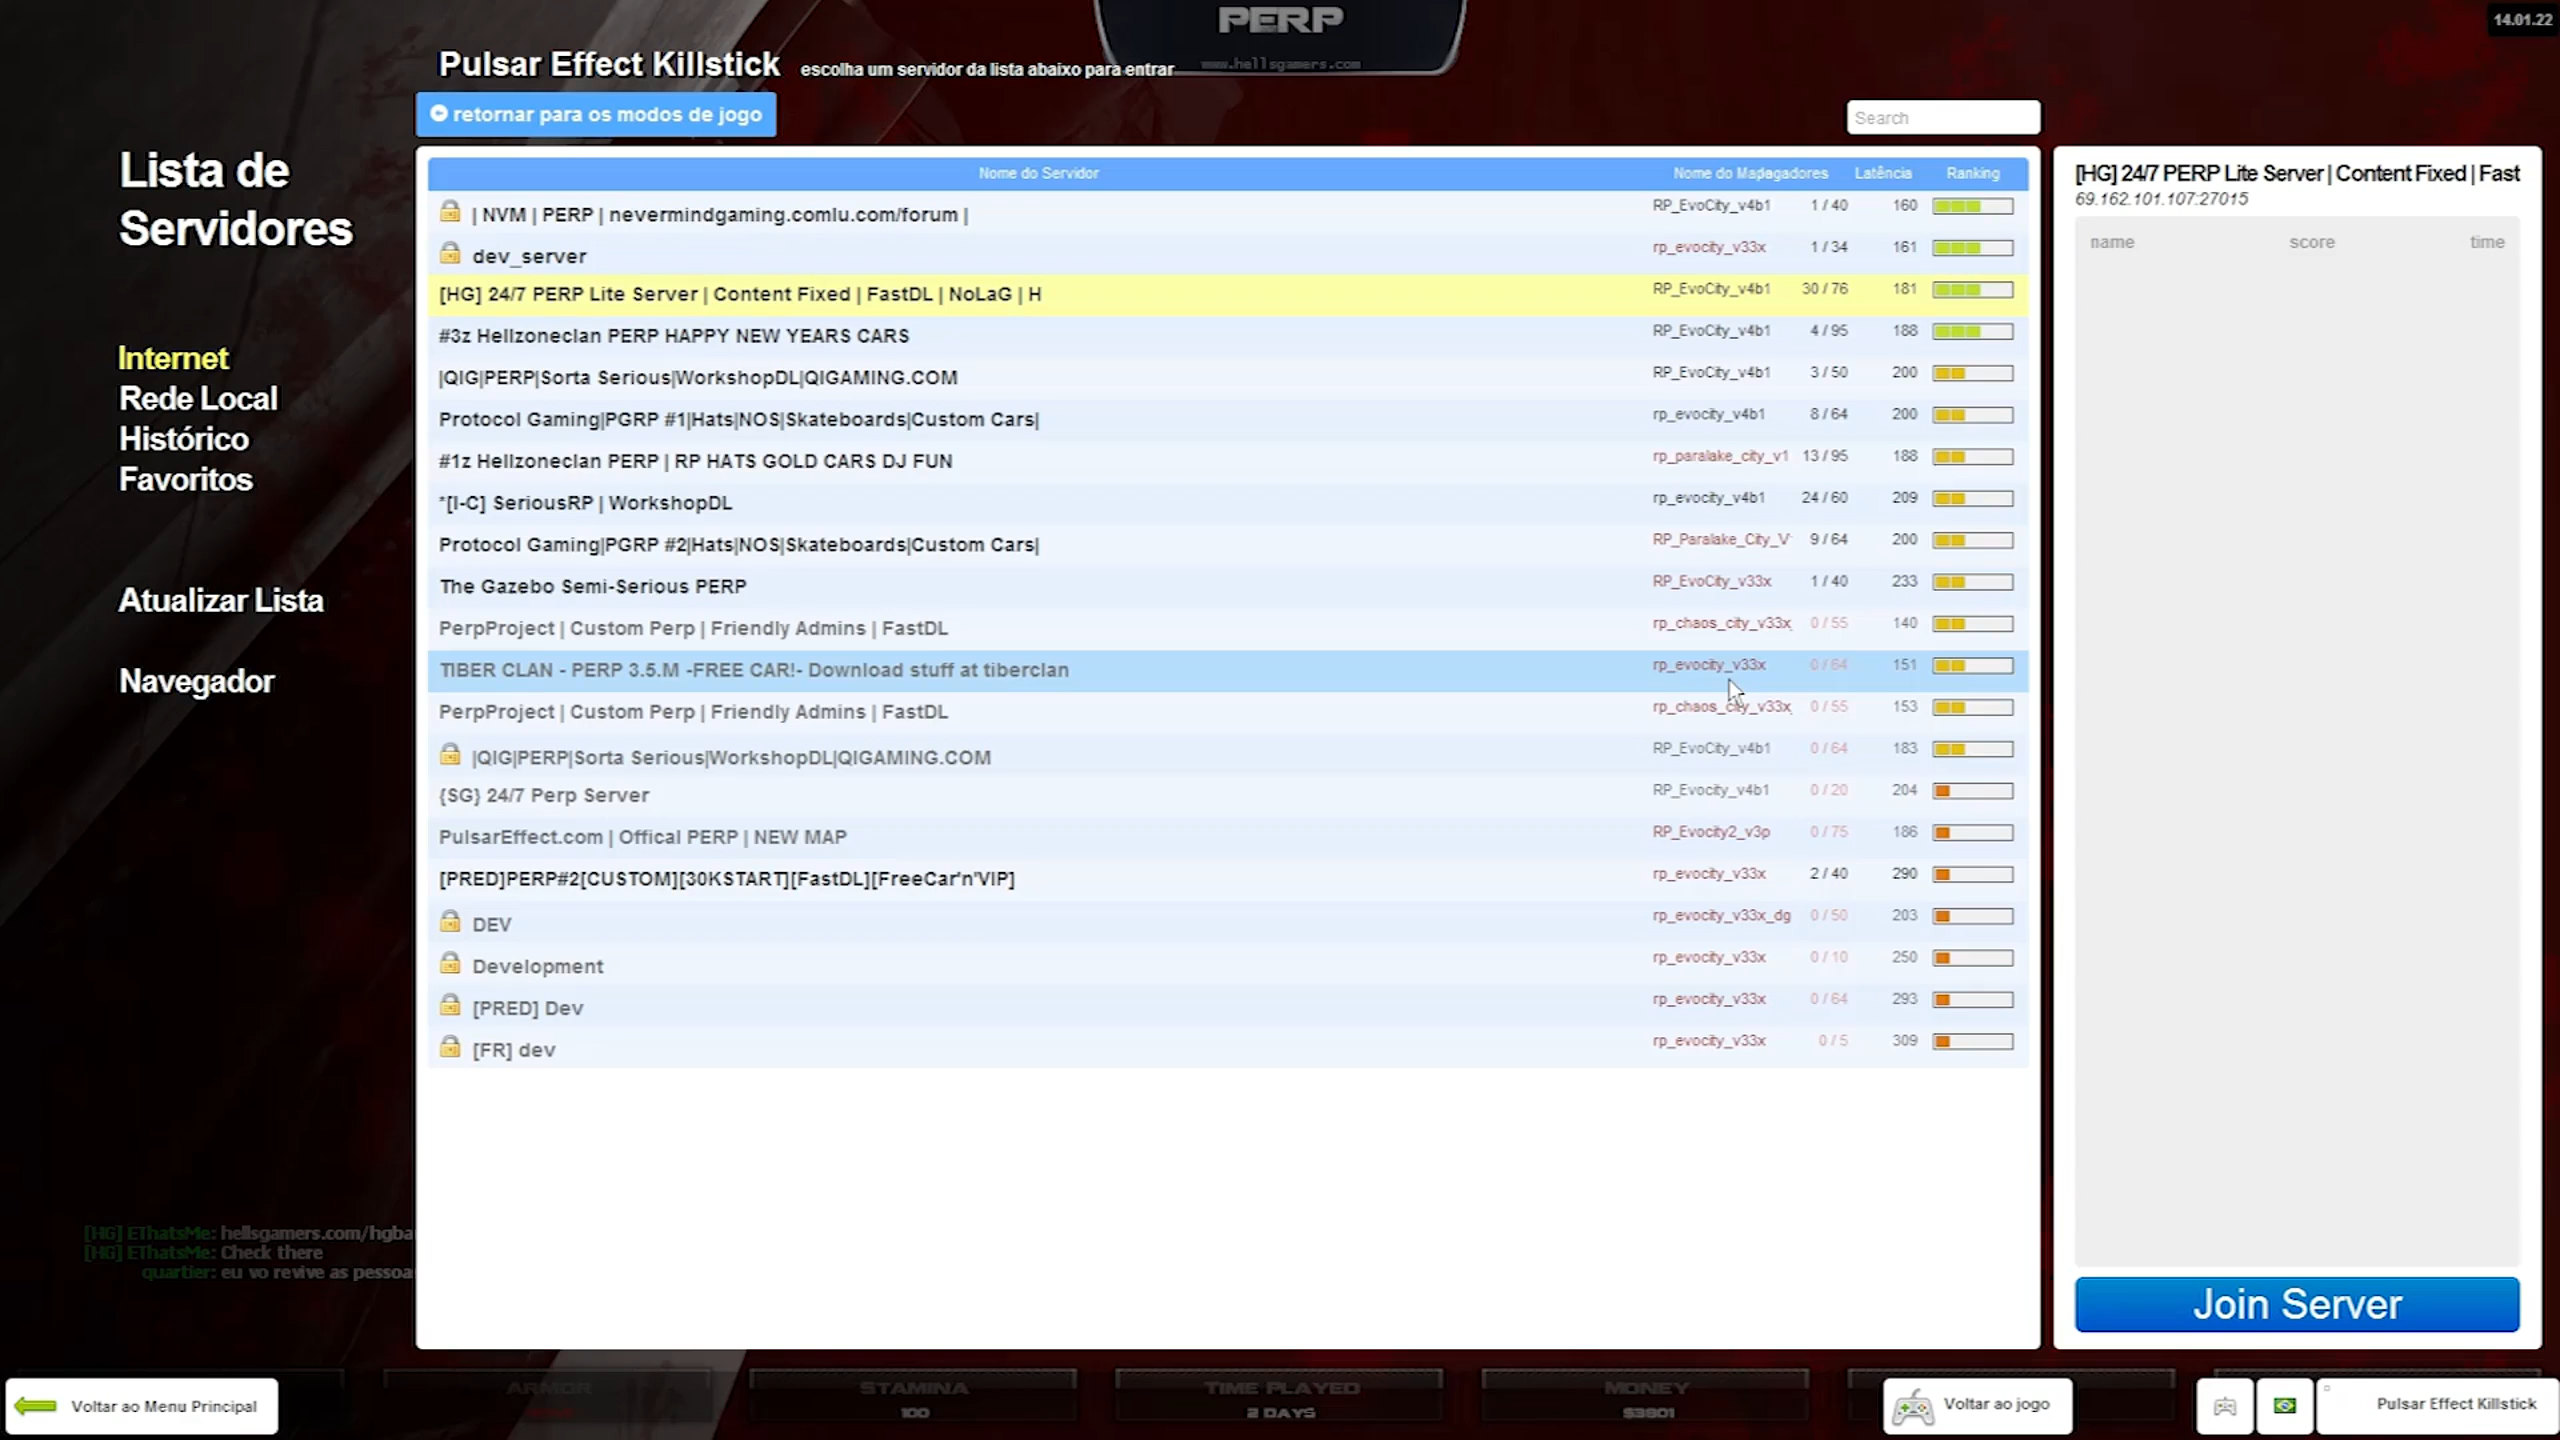 PERP
www.hellsgamers.com
14.01.22
Pulsar Effect Killstick
escolha um servidor da lista abaixo para entrar
retornar para os modos de jogo
Search
Lista de
Servidores
Internet
Rede Local
Histórico
Favoritos
Atualizar Lista
Navegador
Nome do Servidor Nome do Mapa Jogadores Latência Ranking
| NVM | PERP | nevermindgaming.comlu.com/forum | RP_EvoCity_v4b1 1 / 40 160
dev_server rp_evocity_v33x 1 / 34 161
[HG] 24/7 PERP Lite Server | Content Fixed | FastDL | NoLaG | H RP_EvoCity_v4b1 30 / 76 181
#3z Hellzoneclan PERP HAPPY NEW YEARS CARS RP_EvoCity_v4b1 4 / 95 188
|QIG|PERP|Sorta Serious|WorkshopDL|QIGAMING.COM RP_EvoCity_v4b1 3 / 50 200
Protocol Gaming|PGRP #1|Hats|NOS|Skateboards|Custom Cars| rp_evocity_v4b1 8 / 64 200
#1z Hellzoneclan PERP | RP HATS GOLD CARS DJ FUN rp_paralake_city_v1 13 / 95 188
*[I-C] SeriousRP | WorkshopDL rp_evocity_v4b1 24 / 60 209
Protocol Gaming|PGRP #2|Hats|NOS|Skateboards|Custom Cars| RP_Paralake_City_V 9 / 64 200
The Gazebo Semi-Serious PERP RP_EvoCity_v33x 1 / 40 233
PerpProject | Custom Perp | Friendly Admins | FastDL rp_chaos_city_v33x 0 / 55 140
TIBER CLAN - PERP 3.5.M -FREE CAR!- Download stuff at tiberclan rp_evocity_v33x 0 / 64 151
PerpProject | Custom Perp | Friendly Admins | FastDL rp_chaos_city_v33x 0 / 55 153
|QIG|PERP|Sorta Serious|WorkshopDL|QIGAMING.COM RP_EvoCity_v4b1 0 / 64 183
{SG} 24/7 Perp Server RP_Evocity_v4b1 0 / 20 204
PulsarEffect.com | Offical PERP | NEW MAP RP_Evocity2_v3p 0 / 75 186
[PRED]PERP#2[CUSTOM][30KSTART][FastDL][FreeCar'n'VIP] rp_evocity_v33x 2 / 40 290
DEV rp_evocity_v33x_dg 0 / 50 203
Development rp_evocity_v33x 0 / 10 250
[PRED] Dev rp_evocity_v33x 0 / 64 293
[FR] dev rp_evocity_v33x 0 / 5 309
[HG] 24/7 PERP Lite Server | Content Fixed | Fast
69.162.101.107:27015
name score time
Join Server
[HG] EThatsMe: hellsgamers.com/hgba
[HG] EThatsMe: Check there
quartier: eu vo revive as pessoa
ARMOR
STAMINA
100
TIME PLAYED
2 DAYS
MONEY
$3801
Voltar ao Menu Principal
Voltar ao jogo
Pulsar Effect Killstick